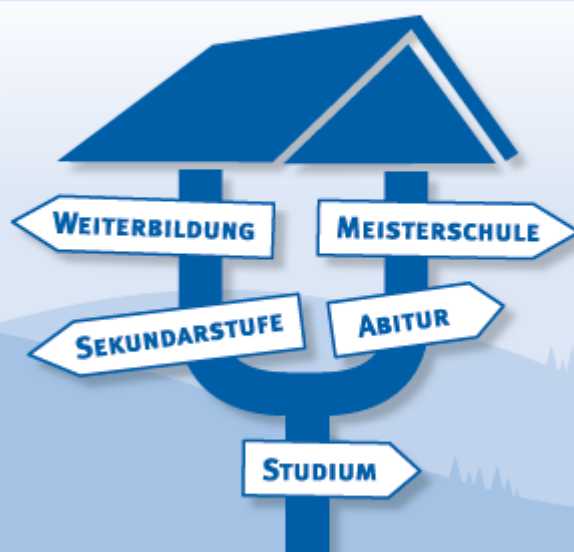 WEITERBILDUNG
MEISTERSCHULE
SEKUNDARSTUFE
ABITUR
STUDIUM